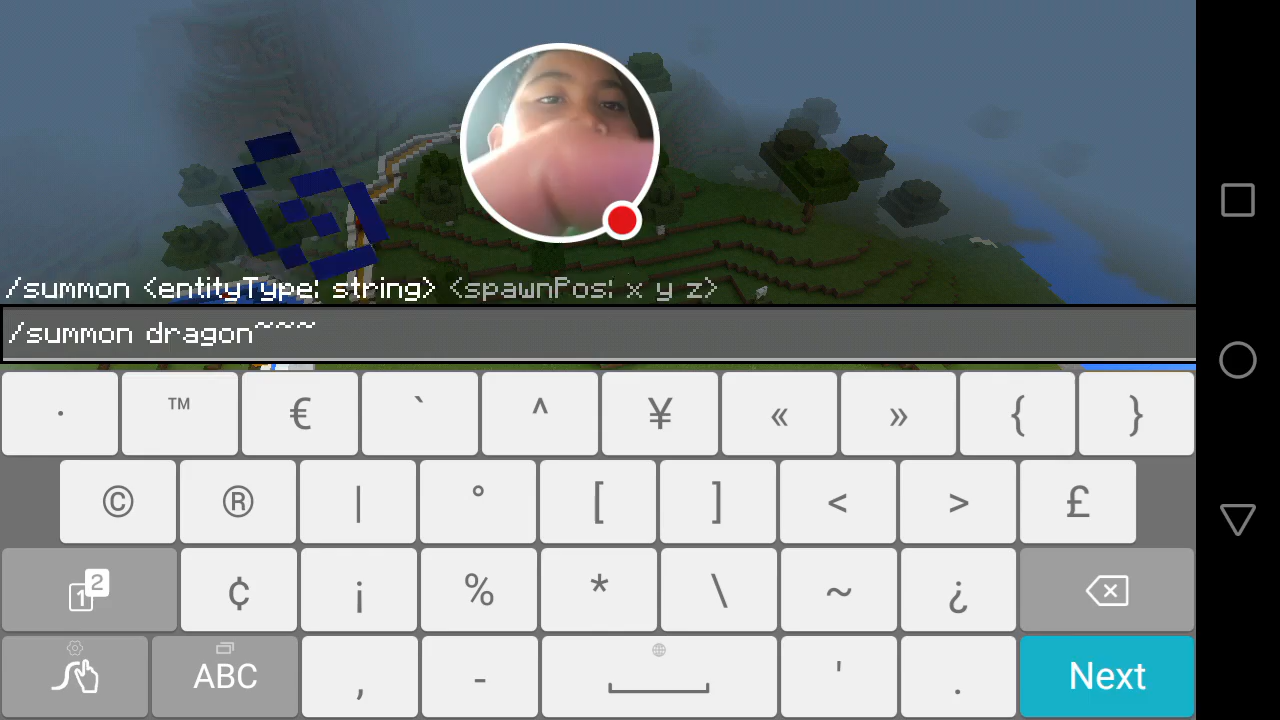 /summon <entityType: string> <spawnPos: x y z>
/summon dragon~~~
· ™ € ` ^ ¥ « » { }
© ® | ° [ ] < > £
1 2 ¢ ¡ % * \ ~ ¿
ABC , - ' . Next